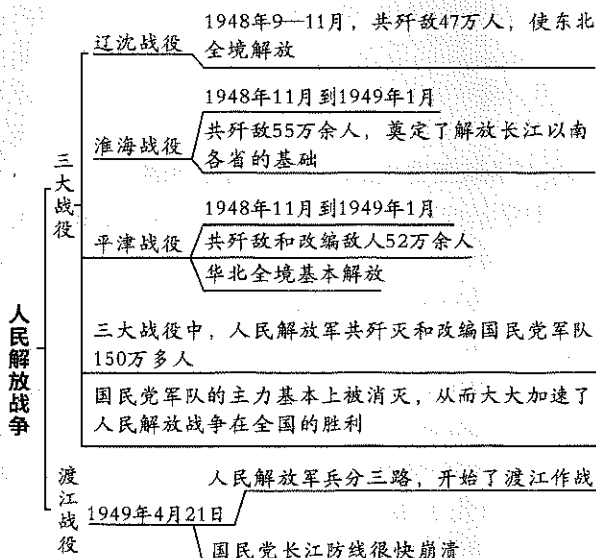 人民解放战争
三大战役
辽沈战役
1948年9—11月，共歼敌47万人，使东北
全境解放
淮海战役
1948年11月到1949年1月
共歼敌55万余人，奠定了解放长江以南
各省的基础
平津战役
1948年11月到1949年1月
共歼敌和改编敌人52万余人
华北全境基本解放
三大战役中，人民解放军共歼灭和改编国民党军队
150万多人
国民党军队的主力基本上被消灭，从而大大加速了
人民解放战争在全国的胜利
渡江战役
1949年4月21日
人民解放军兵分三路，开始了渡江作战
国民党长江防线很快崩溃